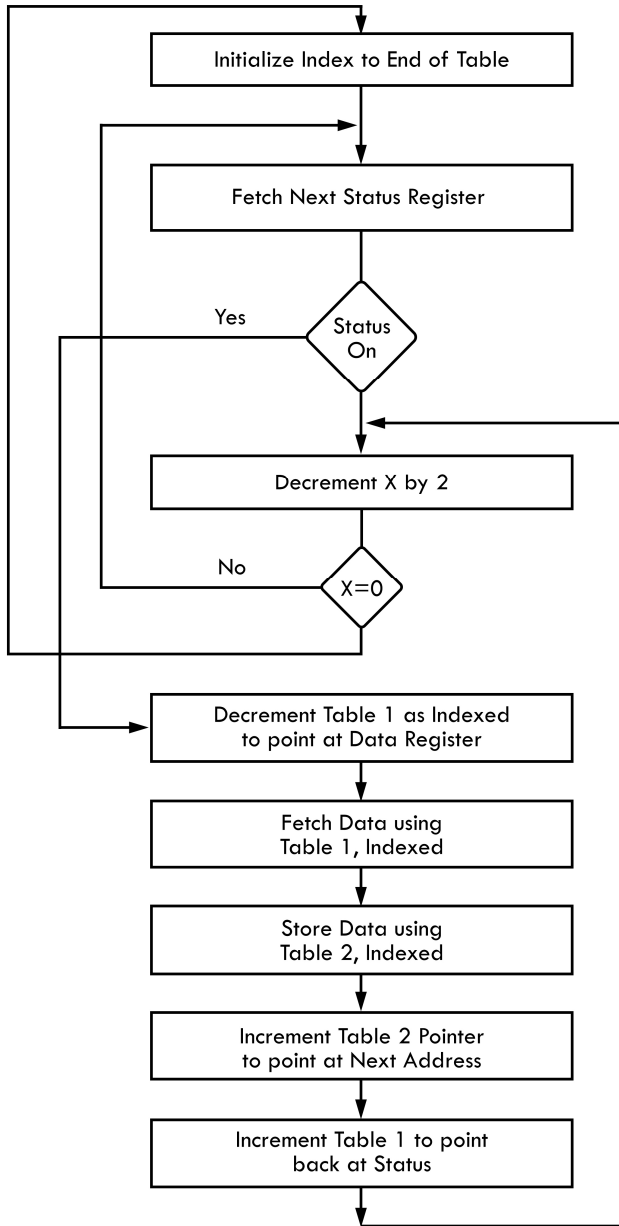 Initialize Index to End of Table
Fetch Next Status Register
Yes
Status
On
Decrement X by 2
No
X=0
Decrement Table 1 as Indexed
to point at Data Register
Fetch Data using
Table 1, Indexed
Store Data using
Table 2, Indexed
Increment Table 2 Pointer
to point at Next Address
Increment Table 1 to point
back at Status